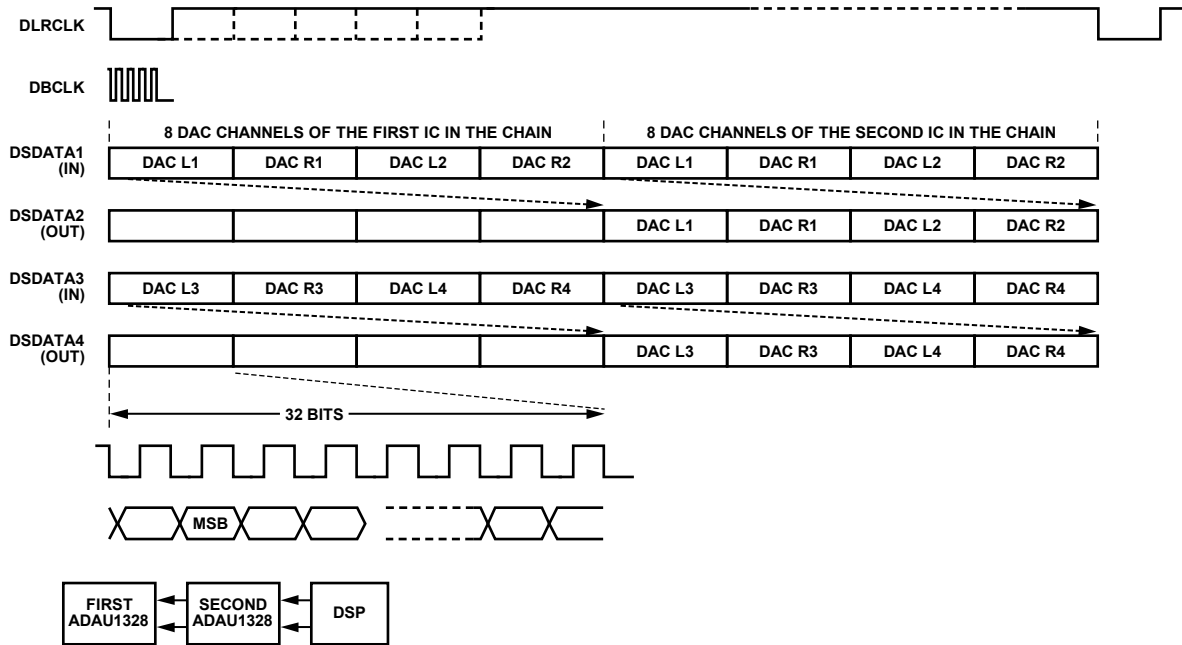 DLRCLK
DBCLK
8 DAC CHANNELS OF THE FIRST IC IN THE CHAIN
8 DAC CHANNELS OF THE SECOND IC IN THE CHAIN
DSDATA1
(IN)
DAC L1
DAC R1
DAC L2
DAC R2
DAC L1
DAC R1
DAC L2
DAC R2
DSDATA2
(OUT)
DAC L1
DAC R1
DAC L2
DAC R2
DSDATA3
(IN)
DAC L3
DAC R3
DAC L4
DAC R4
DAC L3
DAC R3
DAC L4
DAC R4
DSDATA4
(OUT)
DAC L3
DAC R3
DAC L4
DAC R4
32 BITS
MSB
FIRST
ADAU1328
SECOND
ADAU1328
DSP